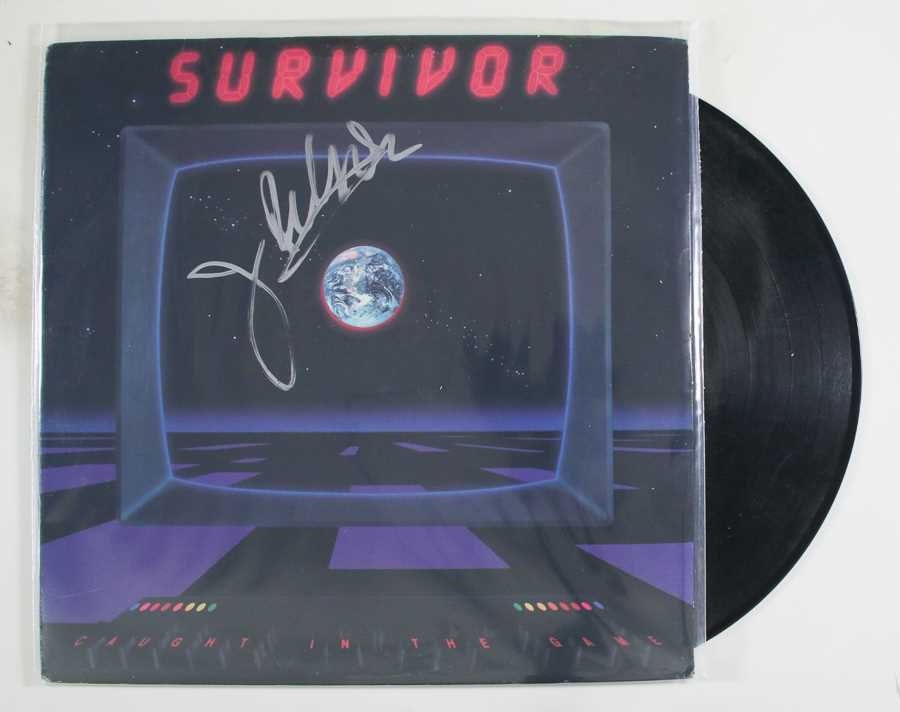 SURVIVOR
CAUGHT IN THE GAME